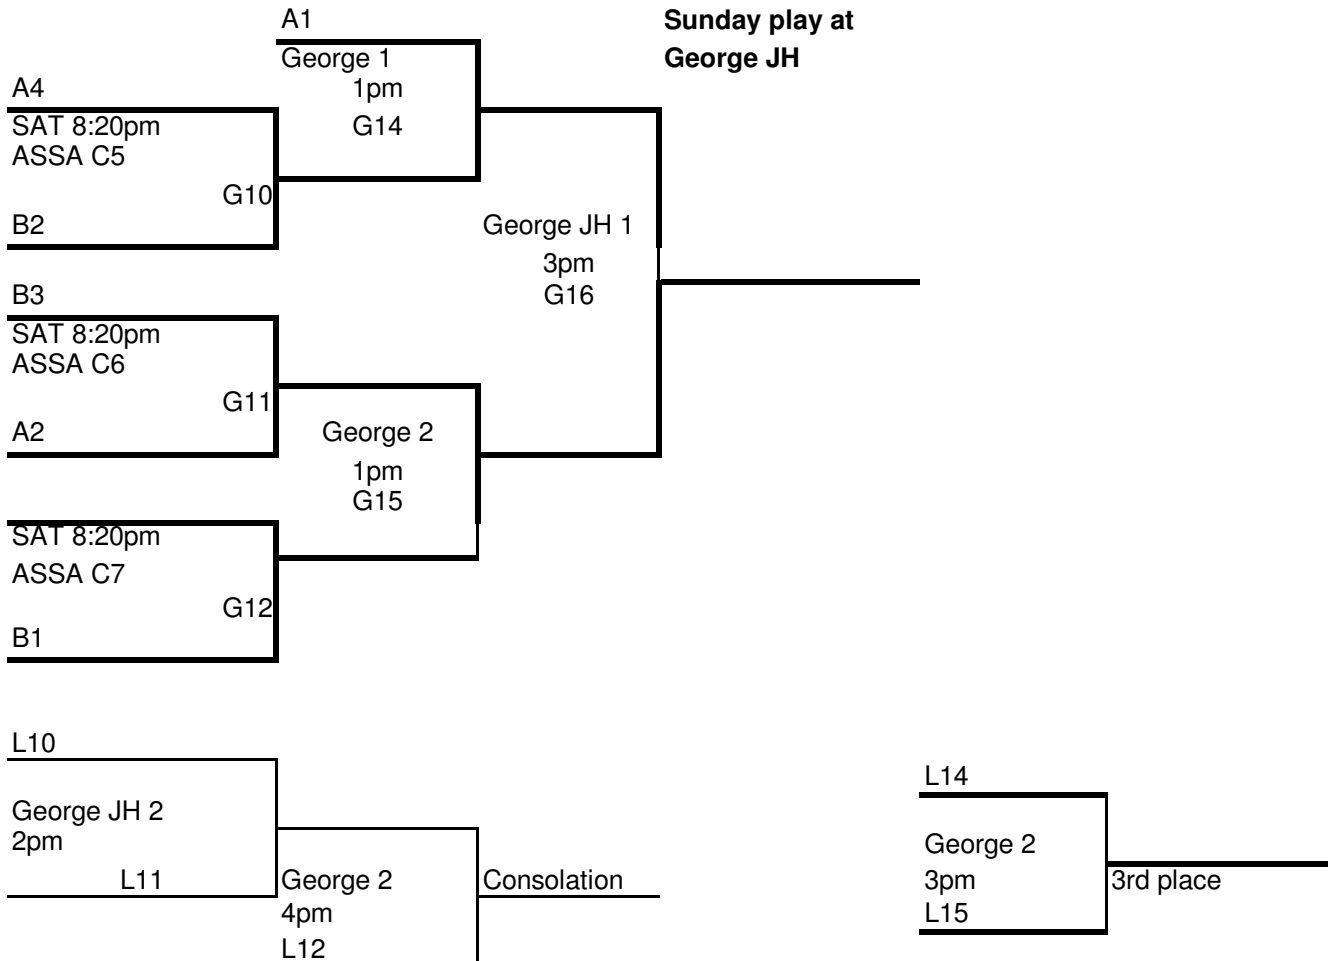 A1
Sunday play at
George JH
George 1
1pm
G14
A4
SAT 8:20pm
ASSA C5
G10
B2
George JH 1
3pm
G16
B3
SAT 8:20pm
ASSA C6
G11
A2
George 2
1pm
G15
SAT 8:20pm
ASSA C7
G12
B1
L10
George JH 2
2pm
L11
George 2
4pm
L12
Consolation
L14
George 2
3pm
L15
3rd place